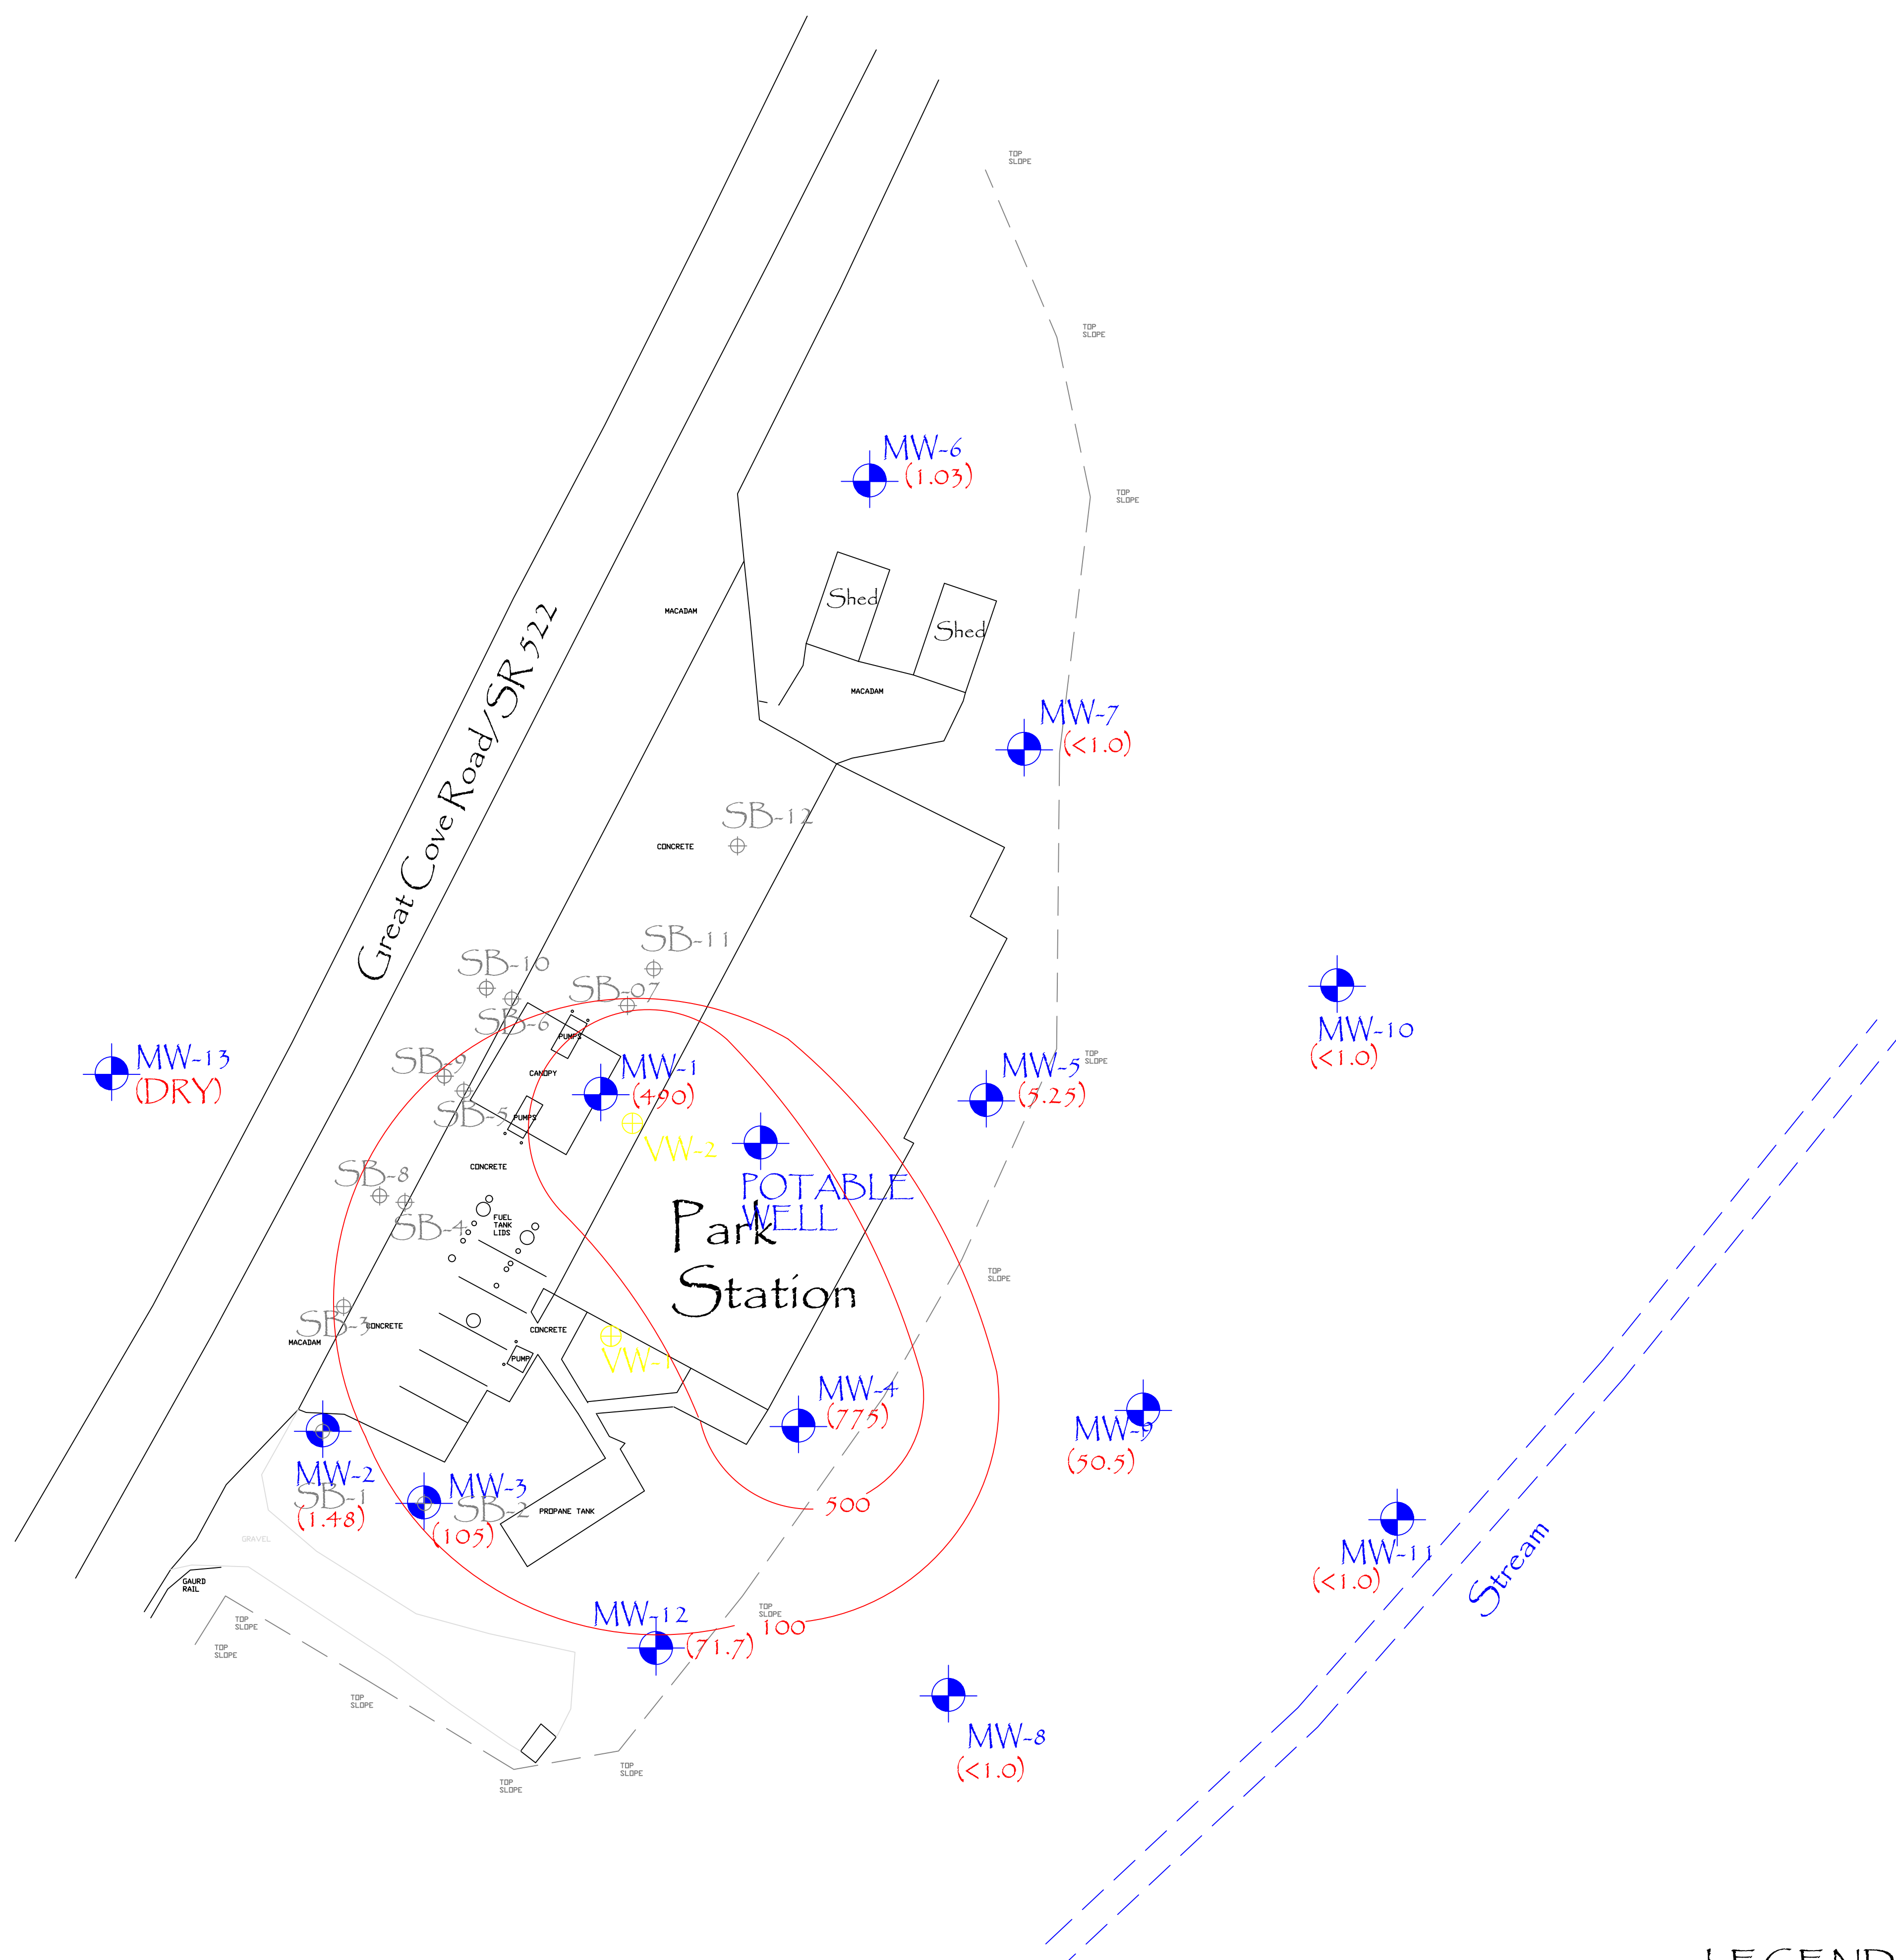 TOP
SLOPE
TOP
SLOPE
MW-6
(1.03)
TOP
SLOPE
Shed
Shed
MACADAM
Great Cove Road/SR 522
MACADAM
MW-7
(<1.0)
SB-12
CONCRETE
SB-11
SB-10
SB-07
SB-6
PUMPS
MW-10
(<1.0)
MW-13
(DRY)
SB-9
CANOPY
MW-1
(490)
MW-5
(5.25)
TOP
SLOPE
SB-5
PUMPS
VW-2
SB-8
CONCRETE
POTABLE
WELL
SB-4
FUEL
TANK
LIDS
Park
Station
TOP
SLOPE
SB-3
CONCRETE
CONCRETE
MACADAM
PUMP
VW-1
MW-4
(775)
MW-9
(50.5)
MW-2
SB-1
(1.48)
MW-3
SB-2
(105)
PROPANE TANK
500
GRAVEL
MW-11
(<1.0)
Stream
GAURD
RAIL
TOP
SLOPE
TOP
SLOPE
MW-12
(71.7)
TOP
SLOPE
100
TOP
SLOPE
MW-8
(<1.0)
TOP
SLOPE
TOP
SLOPE
LEGEND